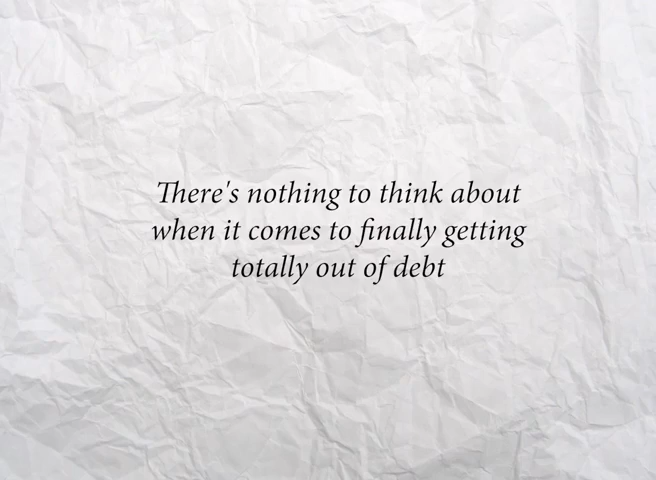 There's nothing to think about
when it comes to finally getting
totally out of debt